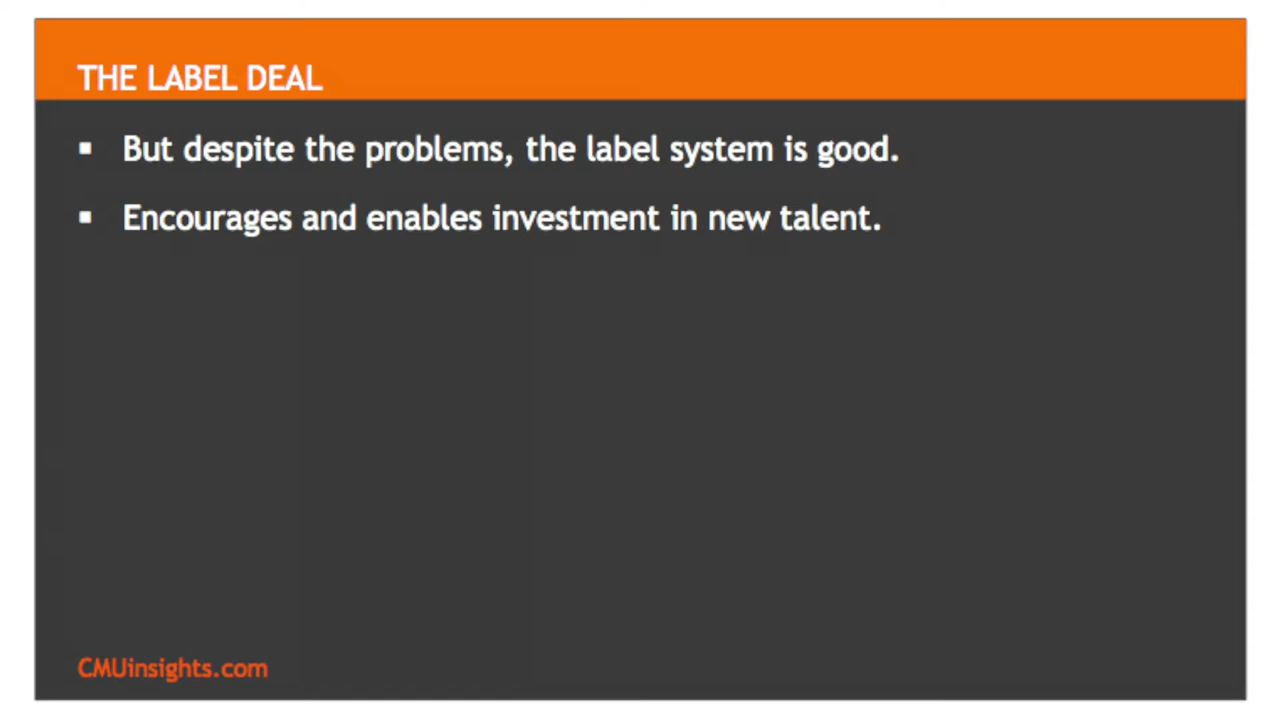 THE LABEL DEAL
▪ But despite the problems, the label system is good.
▪ Encourages and enables investment in new talent.
CMUinsights.com